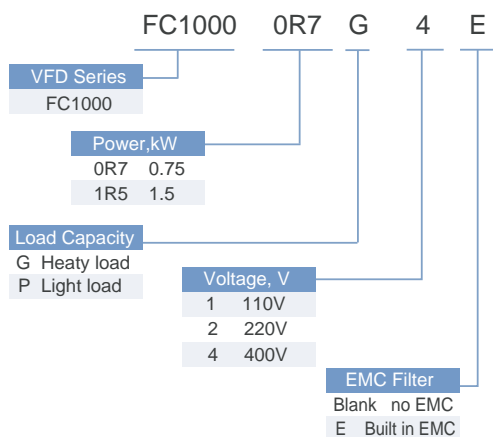 FC1000 0R7 G 4 E
VFD Series
FC1000
Power,kW
0R7 0.75
1R5 1.5
Load Capacity
G Heaty load
P Light load
Voltage, V
1 110V
2 220V
4 400V
EMC Filter
Blank no EMC
E Built in EMC